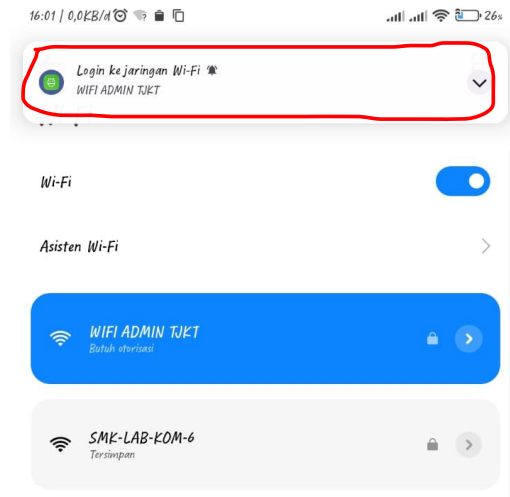 16:01 | 0,0KB/d
26%
Login ke jaringan Wi-Fi
WIFI ADMIN TJKT
Wi-Fi
Asisten Wi-Fi
WIFI ADMIN TJKT
Butuh otorisasi
SMK-LAB-KOM-6
Tersimpan